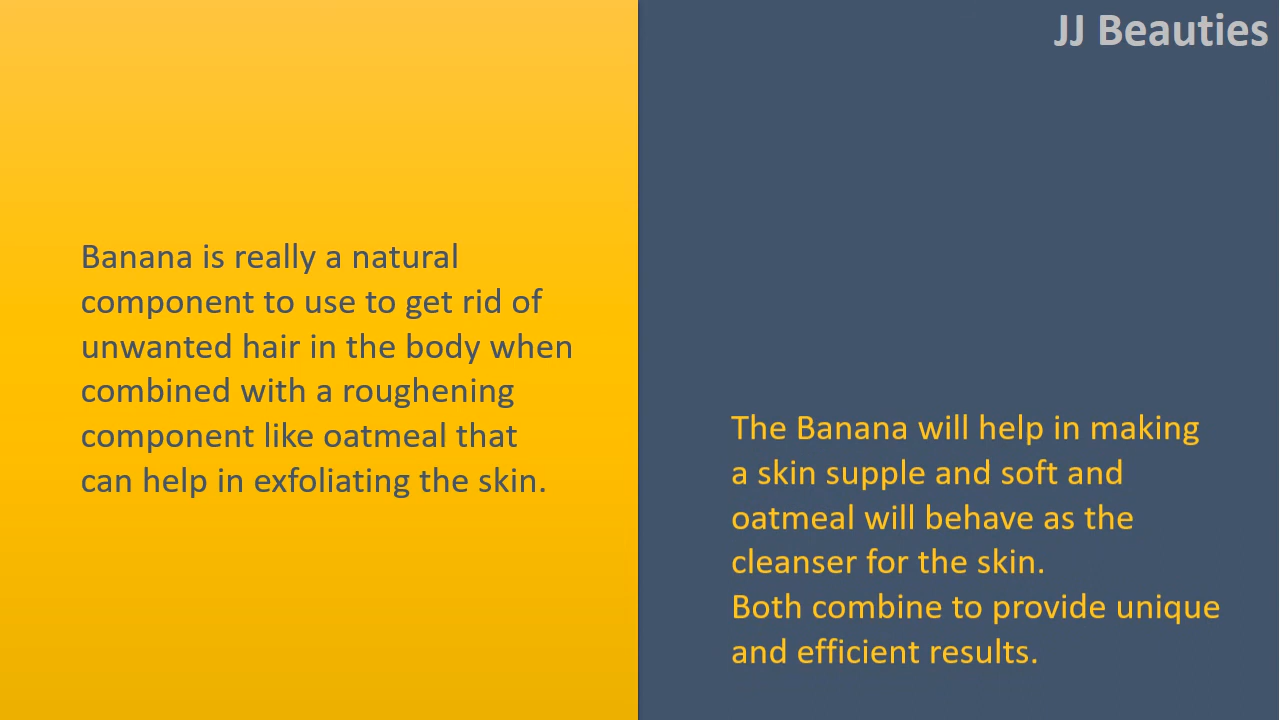 JJ Beauties
Banana is really a natural
component to use to get rid of
unwanted hair in the body when
combined with a roughening
component like oatmeal that
can help in exfoliating the skin.
The Banana will help in making
a skin supple and soft and
oatmeal will behave as the
cleanser for the skin.
Both combine to provide unique
and efficient results.